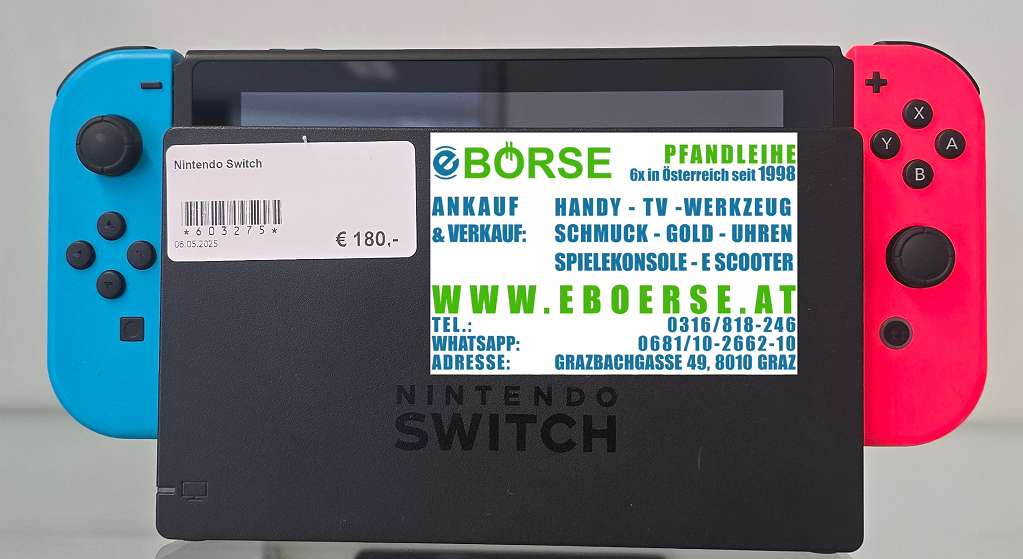 Nintendo Switch
*603275*
06.05.2025
€ 180,-
eBÖRSE
PFANDLEIHE
6x in Österreich seit 1998
ANKAUF
& VERKAUF:
HANDY - TV -WERKZEUG
SCHMUCK - GOLD - UHREN
SPIELEKONSOLE - E SCOOTER
WWW.EBOERSE.AT
TEL.: 0316/818-246
WHATSAPP: 0681/10-2662-10
ADRESSE: GRAZBACHGASSE 49, 8010 GRAZ
NINTENDO
SWITCH
X
Y
A
B